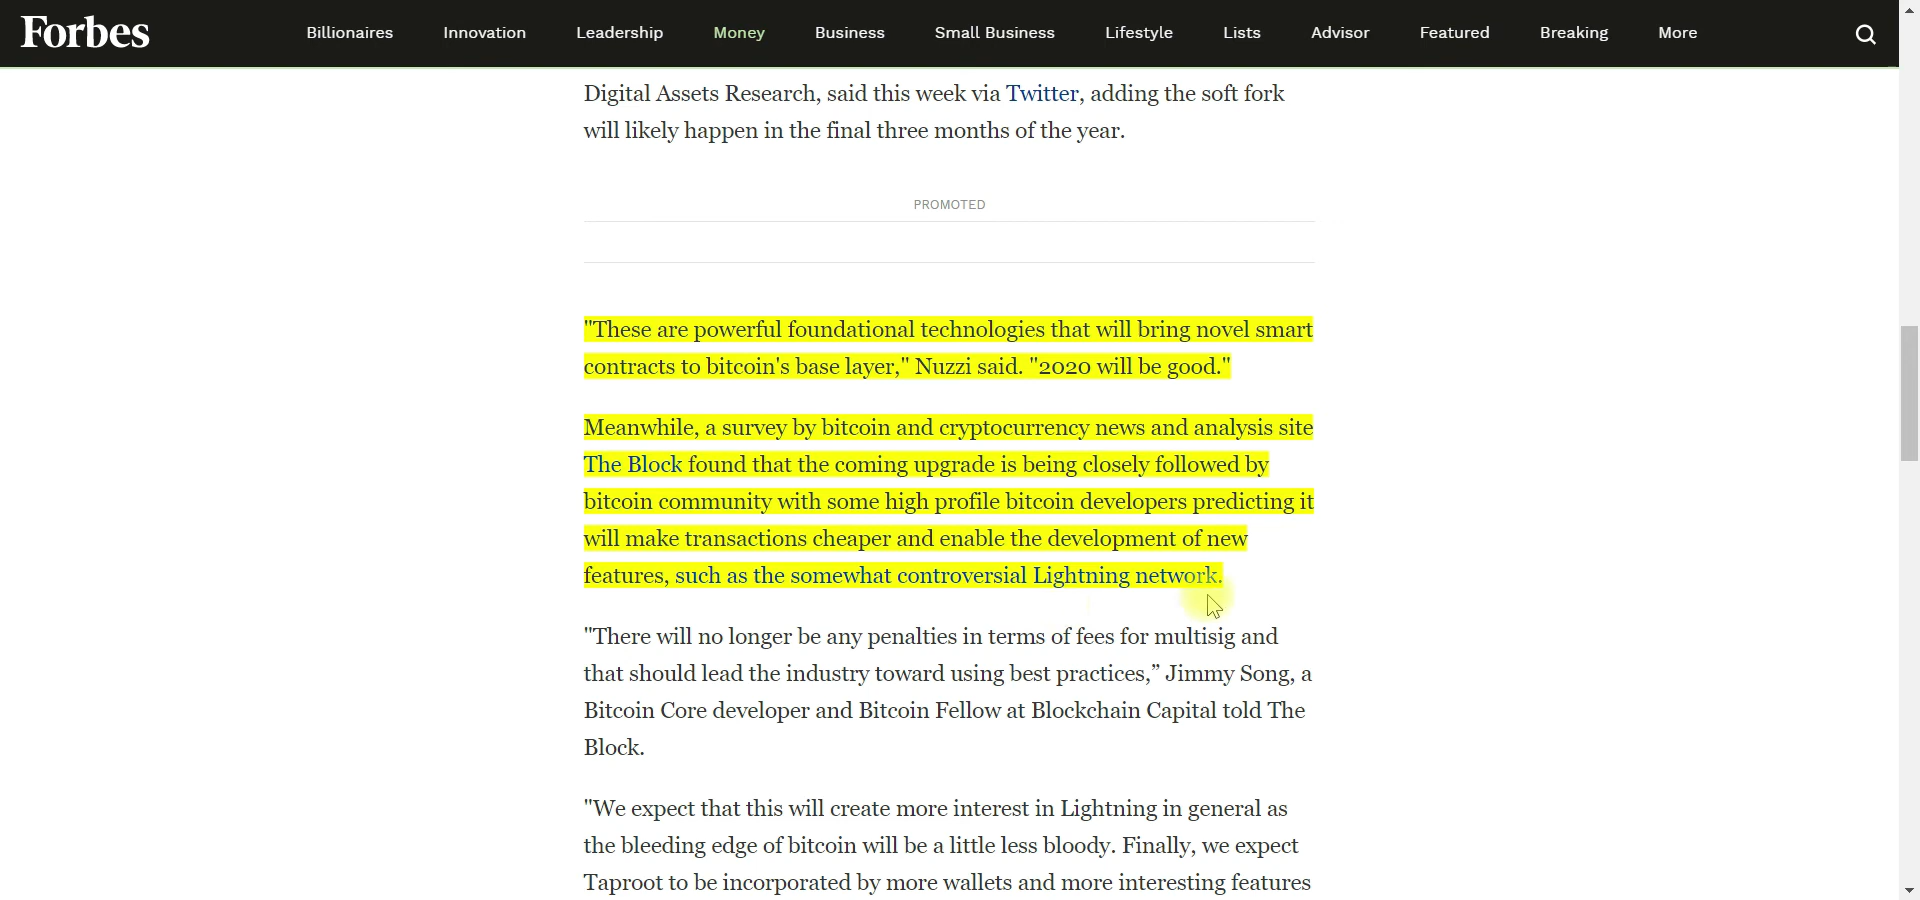 Forbes
Billionaires Innovation Leadership Money Business Small Business Lifestyle Lists Advisor Featured Breaking More
Digital Assets Research, said this week via Twitter, adding the soft fork
will likely happen in the final three months of the year.
PROMOTED
"These are powerful foundational technologies that will bring novel smart
contracts to bitcoin's base layer," Nuzzi said. "2020 will be good."
Meanwhile, a survey by bitcoin and cryptocurrency news and analysis site
The Block found that the coming upgrade is being closely followed by
bitcoin community with some high profile bitcoin developers predicting it
will make transactions cheaper and enable the development of new
features, such as the somewhat controversial Lightning network.
"There will no longer be any penalties in terms of fees for multisig and
that should lead the industry toward using best practices,” Jimmy Song, a
Bitcoin Core developer and Bitcoin Fellow at Blockchain Capital told The
Block.
"We expect that this will create more interest in Lightning in general as
the bleeding edge of bitcoin will be a little less bloody. Finally, we expect
Taproot to be incorporated by more wallets and more interesting features